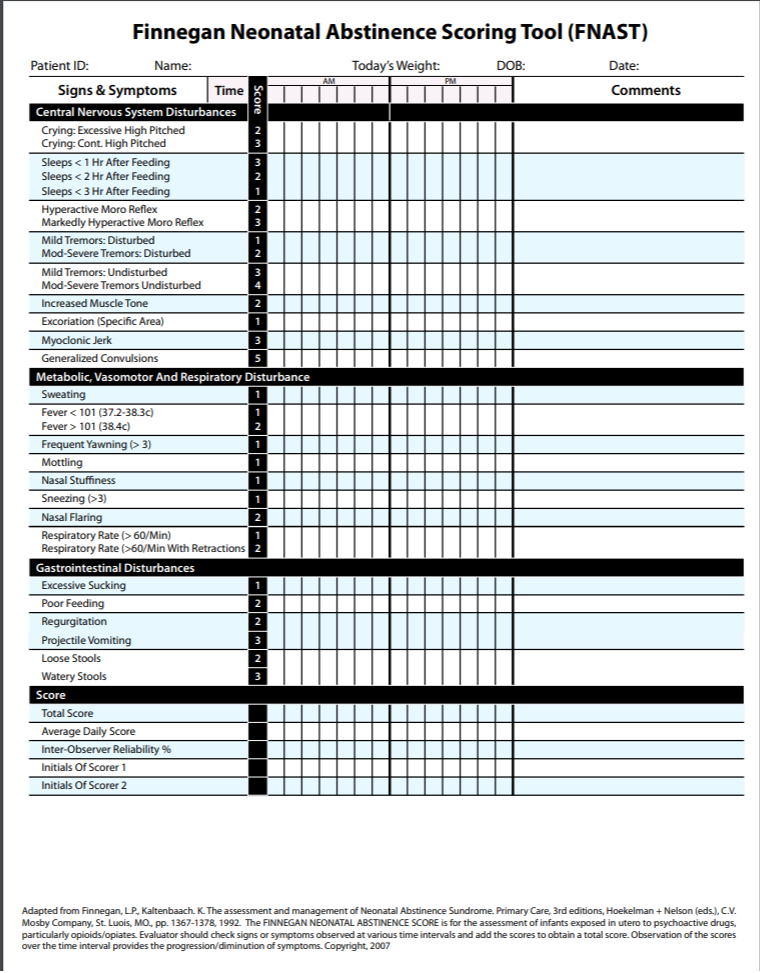 Finnegan Neonatal Abstinence Scoring Tool (FNAST)
Patient ID: Name: Today's Weight: DOB: Date:
Signs & Symptoms Time Score AM PM Comments
Central Nervous System Disturbances
Crying: Excessive High Pitched 2
Crying: Cont. High Pitched 3
Sleeps < 1 Hr After Feeding 3
Sleeps < 2 Hr After Feeding 2
Sleeps < 3 Hr After Feeding 1
Hyperactive Moro Reflex 2
Markedly Hyperactive Moro Reflex 3
Mild Tremors: Disturbed 1
Mod-Severe Tremors: Disturbed 2
Mild Tremors: Undisturbed 3
Mod-Severe Tremors Undisturbed 4
Increased Muscle Tone 2
Excoriation (Specific Area) 1
Myoclonic Jerk 3
Generalized Convulsions 5
Metabolic, Vasomotor And Respiratory Disturbance
Sweating 1
Fever < 101 (37.2-38.3c) 1
Fever > 101 (38.4c) 2
Frequent Yawning (> 3) 1
Mottling 1
Nasal Stuffiness 1
Sneezing (>3) 1
Nasal Flaring 2
Respiratory Rate (> 60/Min) 1
Respiratory Rate (>60/Min With Retractions 2
Gastrointestinal Disturbances
Excessive Sucking 1
Poor Feeding 2
Regurgitation 2
Projectile Vomiting 3
Loose Stools 2
Watery Stools 3
Score
Total Score
Average Daily Score
Inter-Observer Reliability %
Initials Of Scorer 1
Initials Of Scorer 2
Adapted from Finnegan, L.P., Kaltenbaach. K. The assessment and management of Neonatal Abstinence Sundrome. Primary Care, 3rd editions, Hoekelman + Nelson (eds.), C.V.
Mosby Company, St. Luois, MO., pp. 1367-1378, 1992. The FINNEGAN NEONATAL ABSTINENCE SCORE is for the assessment of infants exposed in utero to psychoactive drugs,
particularly opioids/opiates. Evaluator should check signs or symptoms observed at various time intervals and add the scores to obtain a total score. Observation of the scores
over the time interval provides the progression/diminution of symptoms. Copyright, 2007